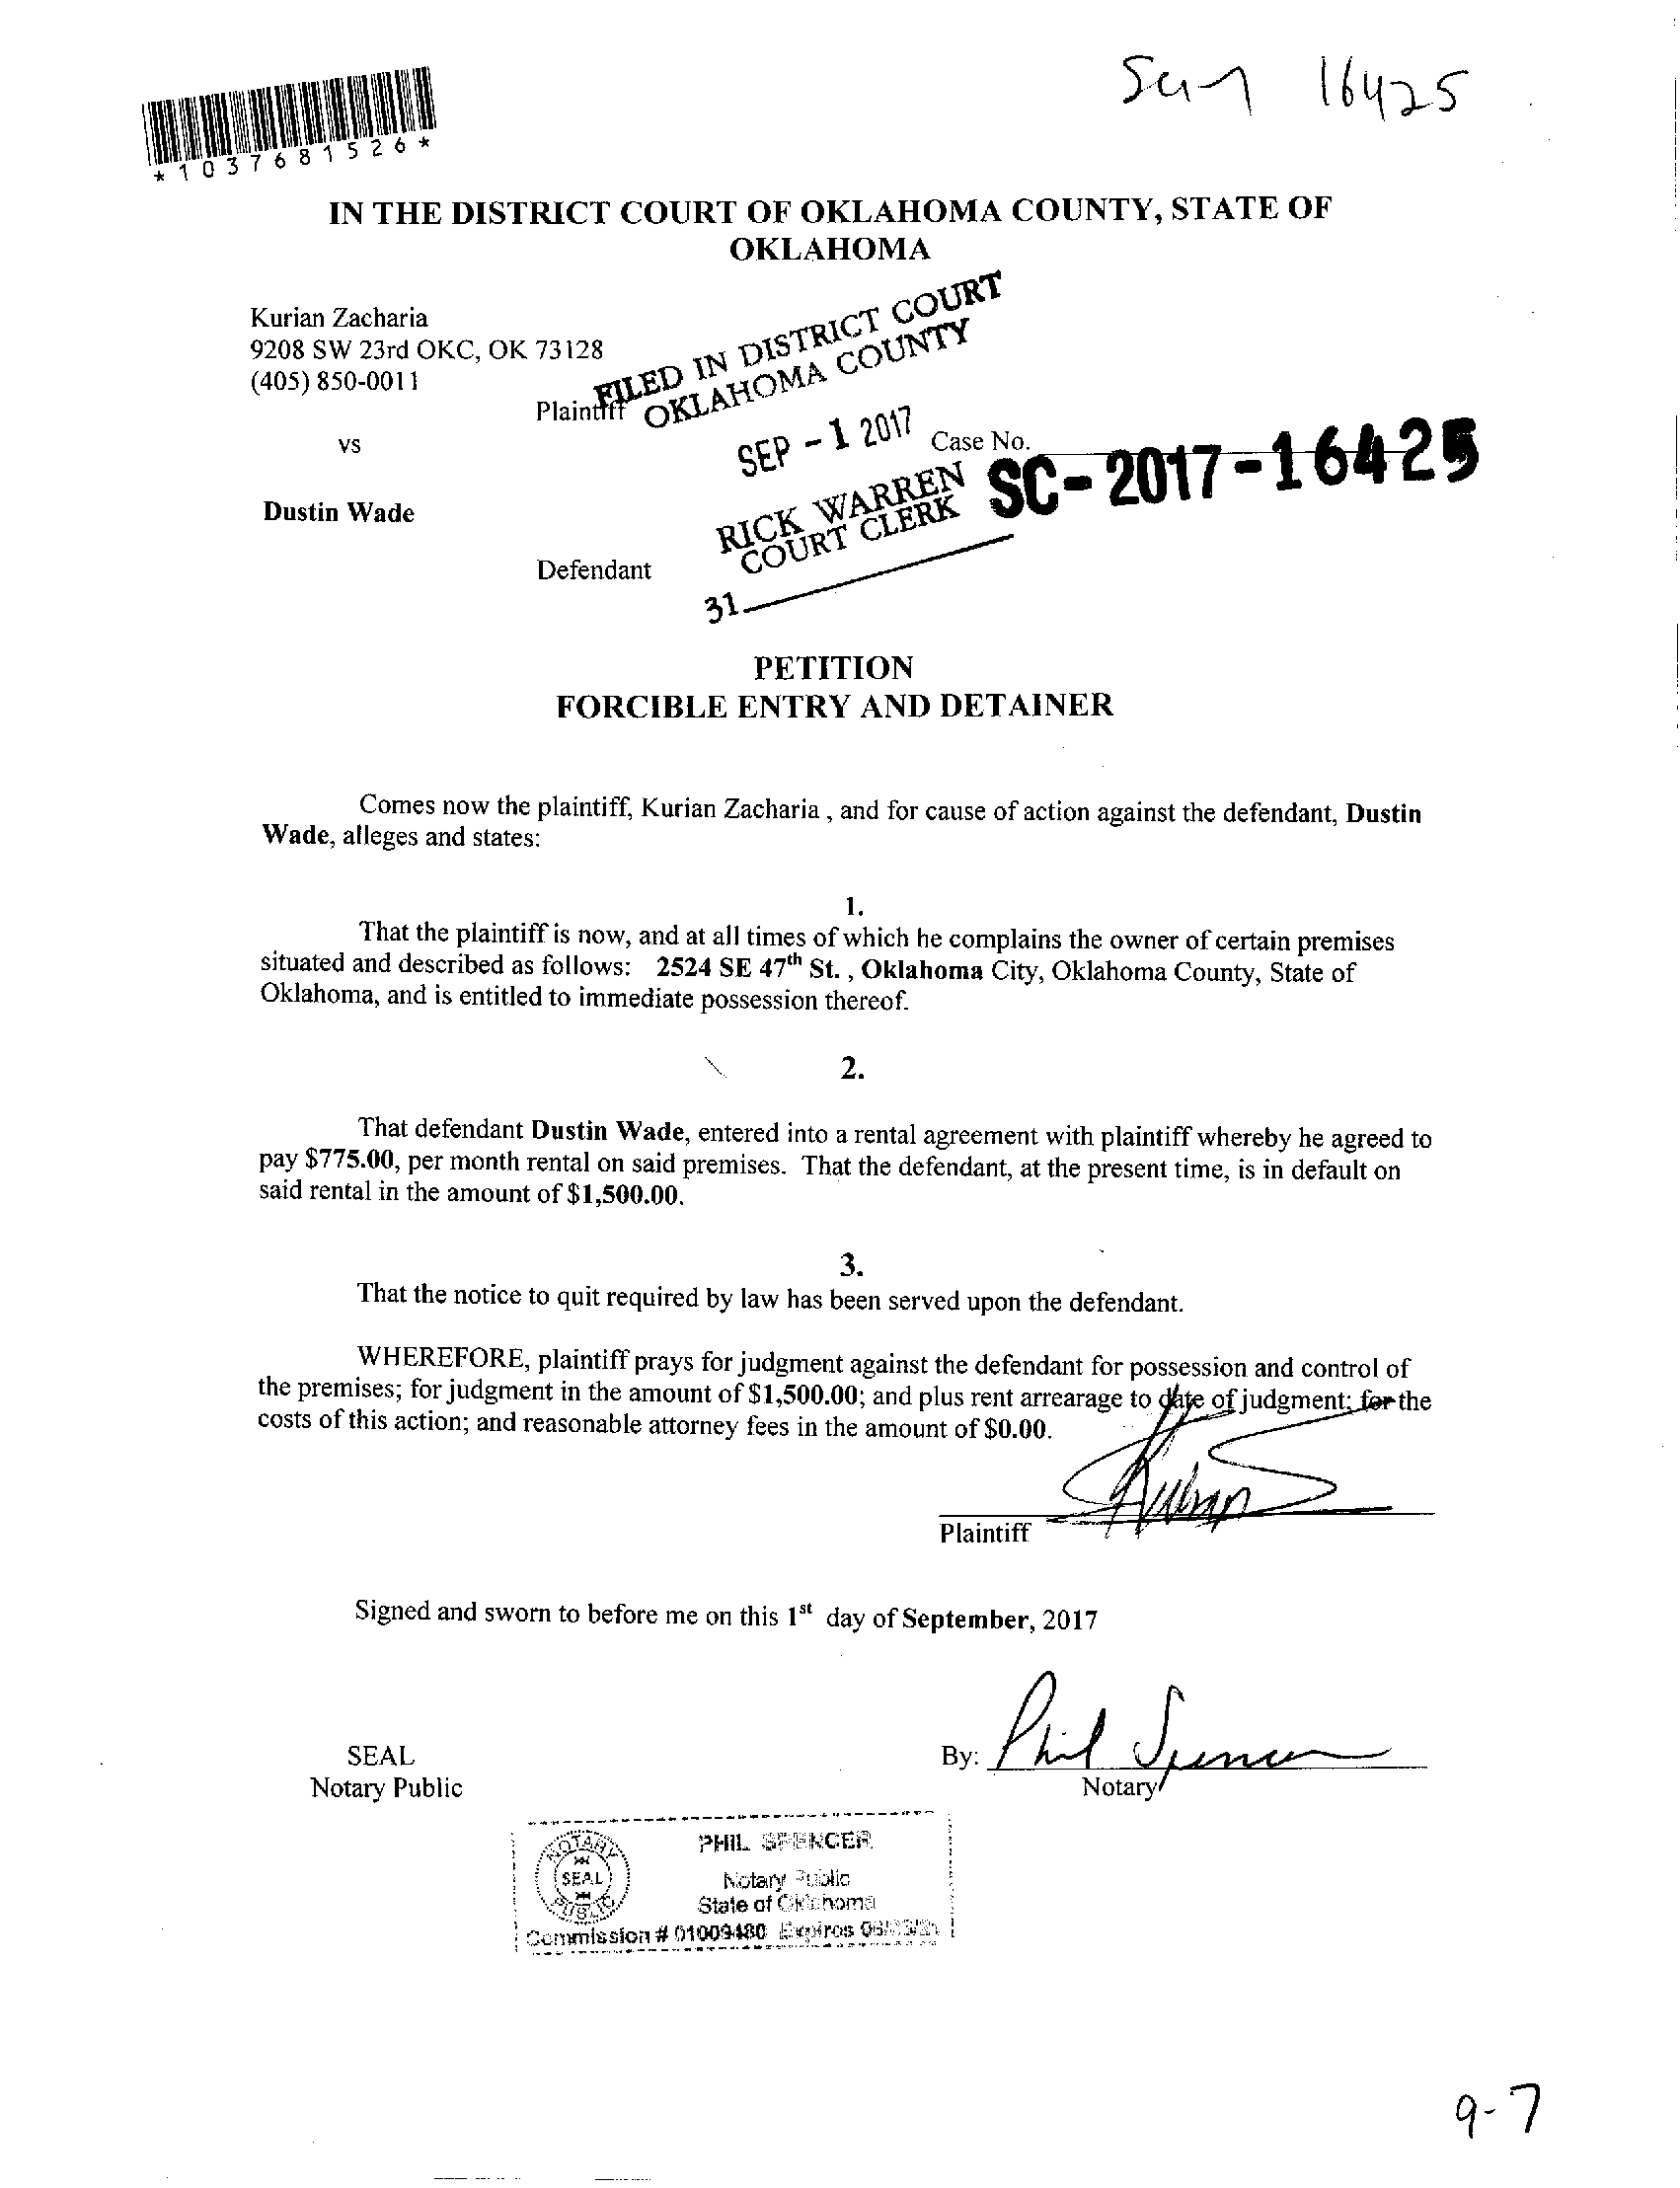 16425
*1037681526*
IN THE DISTRICT COURT OF OKLAHOMA COUNTY, STATE OF
OKLAHOMA
Kurian Zacharia
9208 SW 23rd OKC, OK 73128
(405) 850-0011
Plaintiff
FILED IN DISTRICT COURT
OKLAHOMA COUNTY
vs
SEP - 1 2017
Case No.
SC-2017-16425
Dustin Wade
RICK WARREN
COURT CLERK
Defendant
31
PETITION
FORCIBLE ENTRY AND DETAINER
Comes now the plaintiff, Kurian Zacharia , and for cause of action against the defendant, Dustin
Wade, alleges and states:
1.
That the plaintiff is now, and at all times of which he complains the owner of certain premises
situated and described as follows: 2524 SE 47th St. , Oklahoma City, Oklahoma County, State of
Oklahoma, and is entitled to immediate possession thereof.
2.
That defendant Dustin Wade, entered into a rental agreement with plaintiff whereby he agreed to
pay $775.00, per month rental on said premises. That the defendant, at the present time, is in default on
said rental in the amount of $1,500.00.
3.
That the notice to quit required by law has been served upon the defendant.
WHEREFORE, plaintiff prays for judgment against the defendant for possession and control of
the premises; for judgment in the amount of $1,500.00; and plus rent arrearage to date of judgment; for the
costs of this action; and reasonable attorney fees in the amount of $0.00.
Plaintiff
Signed and sworn to before me on this 1st day of September, 2017
SEAL
Notary Public
By: Phil Spencer
Notary
NOTARY
SEAL
PUBLIC
PHIL SPENCER
Notary Public
State of Oklahoma
Commission # 01009480 Expires
9-7